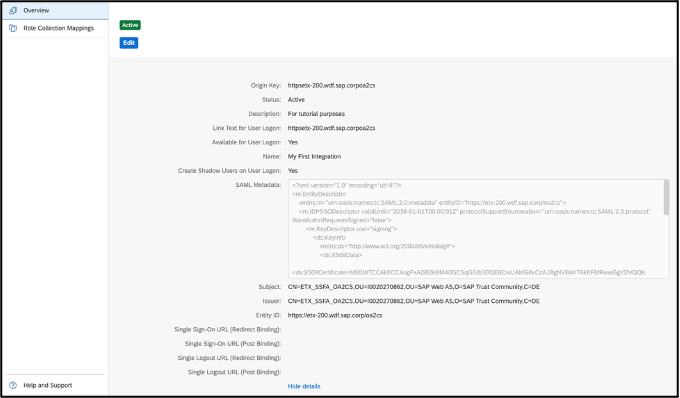 Overview
Role Collection Mappings
Active
Edit
Origin Key: httpsetx-200.wdf.sap.corpoa2cs
Status: Active
Description: For tutorial purposes
Link Text for User Logon: httpsetx-200.wdf.sap.corpoa2cs
Available for User Logon: Yes
Name: My First Integration
Create Shadow Users on User Logon: Yes
SAML Metadata: <?xml version="1.0" encoding="utf-8"?>
<m:EntityDescriptor
xmlns:m="urn:oasis:names:tc:SAML:2.0:metadata" entityID="https://etx-200.wdf.sap.corp/oa2cs">
<m:IDPSSODescriptor validUntil="2038-01-01T00:00:01Z" protocolSupportEnumeration="urn:oasis:names:tc:SAML:2.0:protocol"
WantAuthnRequestsSigned="false">
<m:KeyDescriptor use="signing">
<ds:KeyInfo
xmlns:ds="http://www.w3.org/2000/09/xmldsig#">
<ds:X509Data>
Subject: CN=ETX_SSFA_OA2CS,OU=I0020270862,OU=SAP Web AS,O=SAP Trust Community,C=DE
Issuer: CN=ETX_SSFA_OA2CS,OU=I0020270862,OU=SAP Web AS,O=SAP Trust Community,C=DE
Entity ID: https://etx-200.wdf.sap.corp/oa2cs
Single Sign-On URL (Redirect Binding):
Single Sign-On URL (Post Binding):
Single Logout URL (Redirect Binding):
Single Logout URL (Post Binding):
Hide details
Help and Support